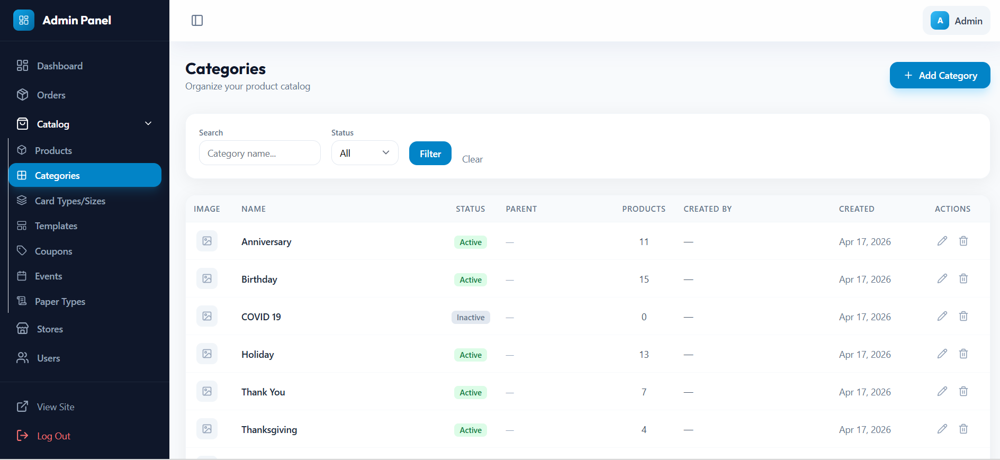 Admin Panel
A Admin
Dashboard
Orders
Catalog
Products
Categories
Card Types/Sizes
Templates
Coupons
Events
Paper Types
Stores
Users
View Site
Log Out
Categories
Organize your product catalog
+ Add Category
Search Status
Category name... All Filter Clear
IMAGE NAME STATUS PARENT PRODUCTS CREATED BY CREATED ACTIONS
Anniversary Active — 11 — Apr 17, 2026
Birthday Active — 15 — Apr 17, 2026
COVID 19 Inactive — 0 — Apr 17, 2026
Holiday Active — 13 — Apr 17, 2026
Thank You Active — 7 — Apr 17, 2026
Thanksgiving Active — 4 — Apr 17, 2026